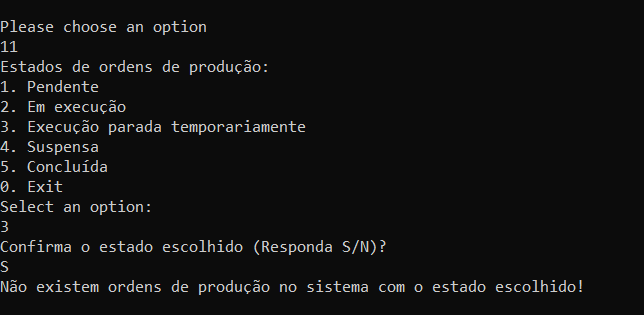 Please choose an option
11
Estados de ordens de produção:
1. Pendente
2. Em execução
3. Execução parada temporariamente
4. Suspensa
5. Concluída
0. Exit
Select an option:
3
Confirma o estado escolhido (Responda S/N)?
S
Não existem ordens de produção no sistema com o estado escolhido!